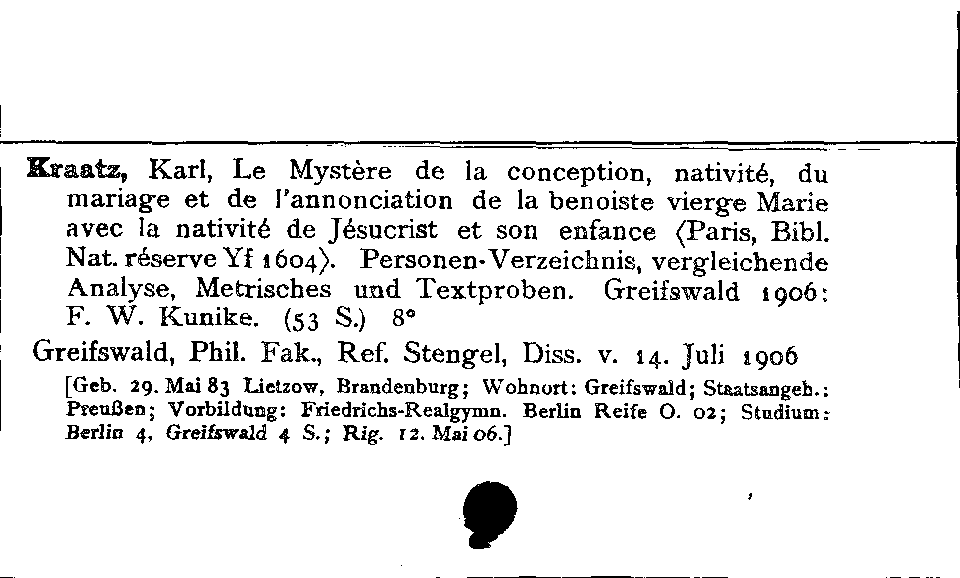 Kraatz, Karl, Le Mystère de la conception, nativité, du
mariage et de l'annonciation de la benoiste vierge Marie
avec la nativité de Jésucrist et son enfance ⟨Paris, Bibl.
Nat. réserve Yf 1604⟩. Personen-Verzeichnis, vergleichende
Analyse, Metrisches und Textproben. Greifswald 1906:
F. W. Kunike. (53 S.) 8°
Greifswald, Phil. Fak., Ref. Stengel, Diss. v. 14. Juli 1906
[Geb. 29. Mai 83 Lietzow, Brandenburg; Wohnort: Greifswald; Staatsangeh.:
Preußen; Vorbildung: Friedrichs-Realgymn. Berlin Reife O. 02; Studium:
Berlin 4, Greifswald 4 S.; Rig. 12. Mai 06.]